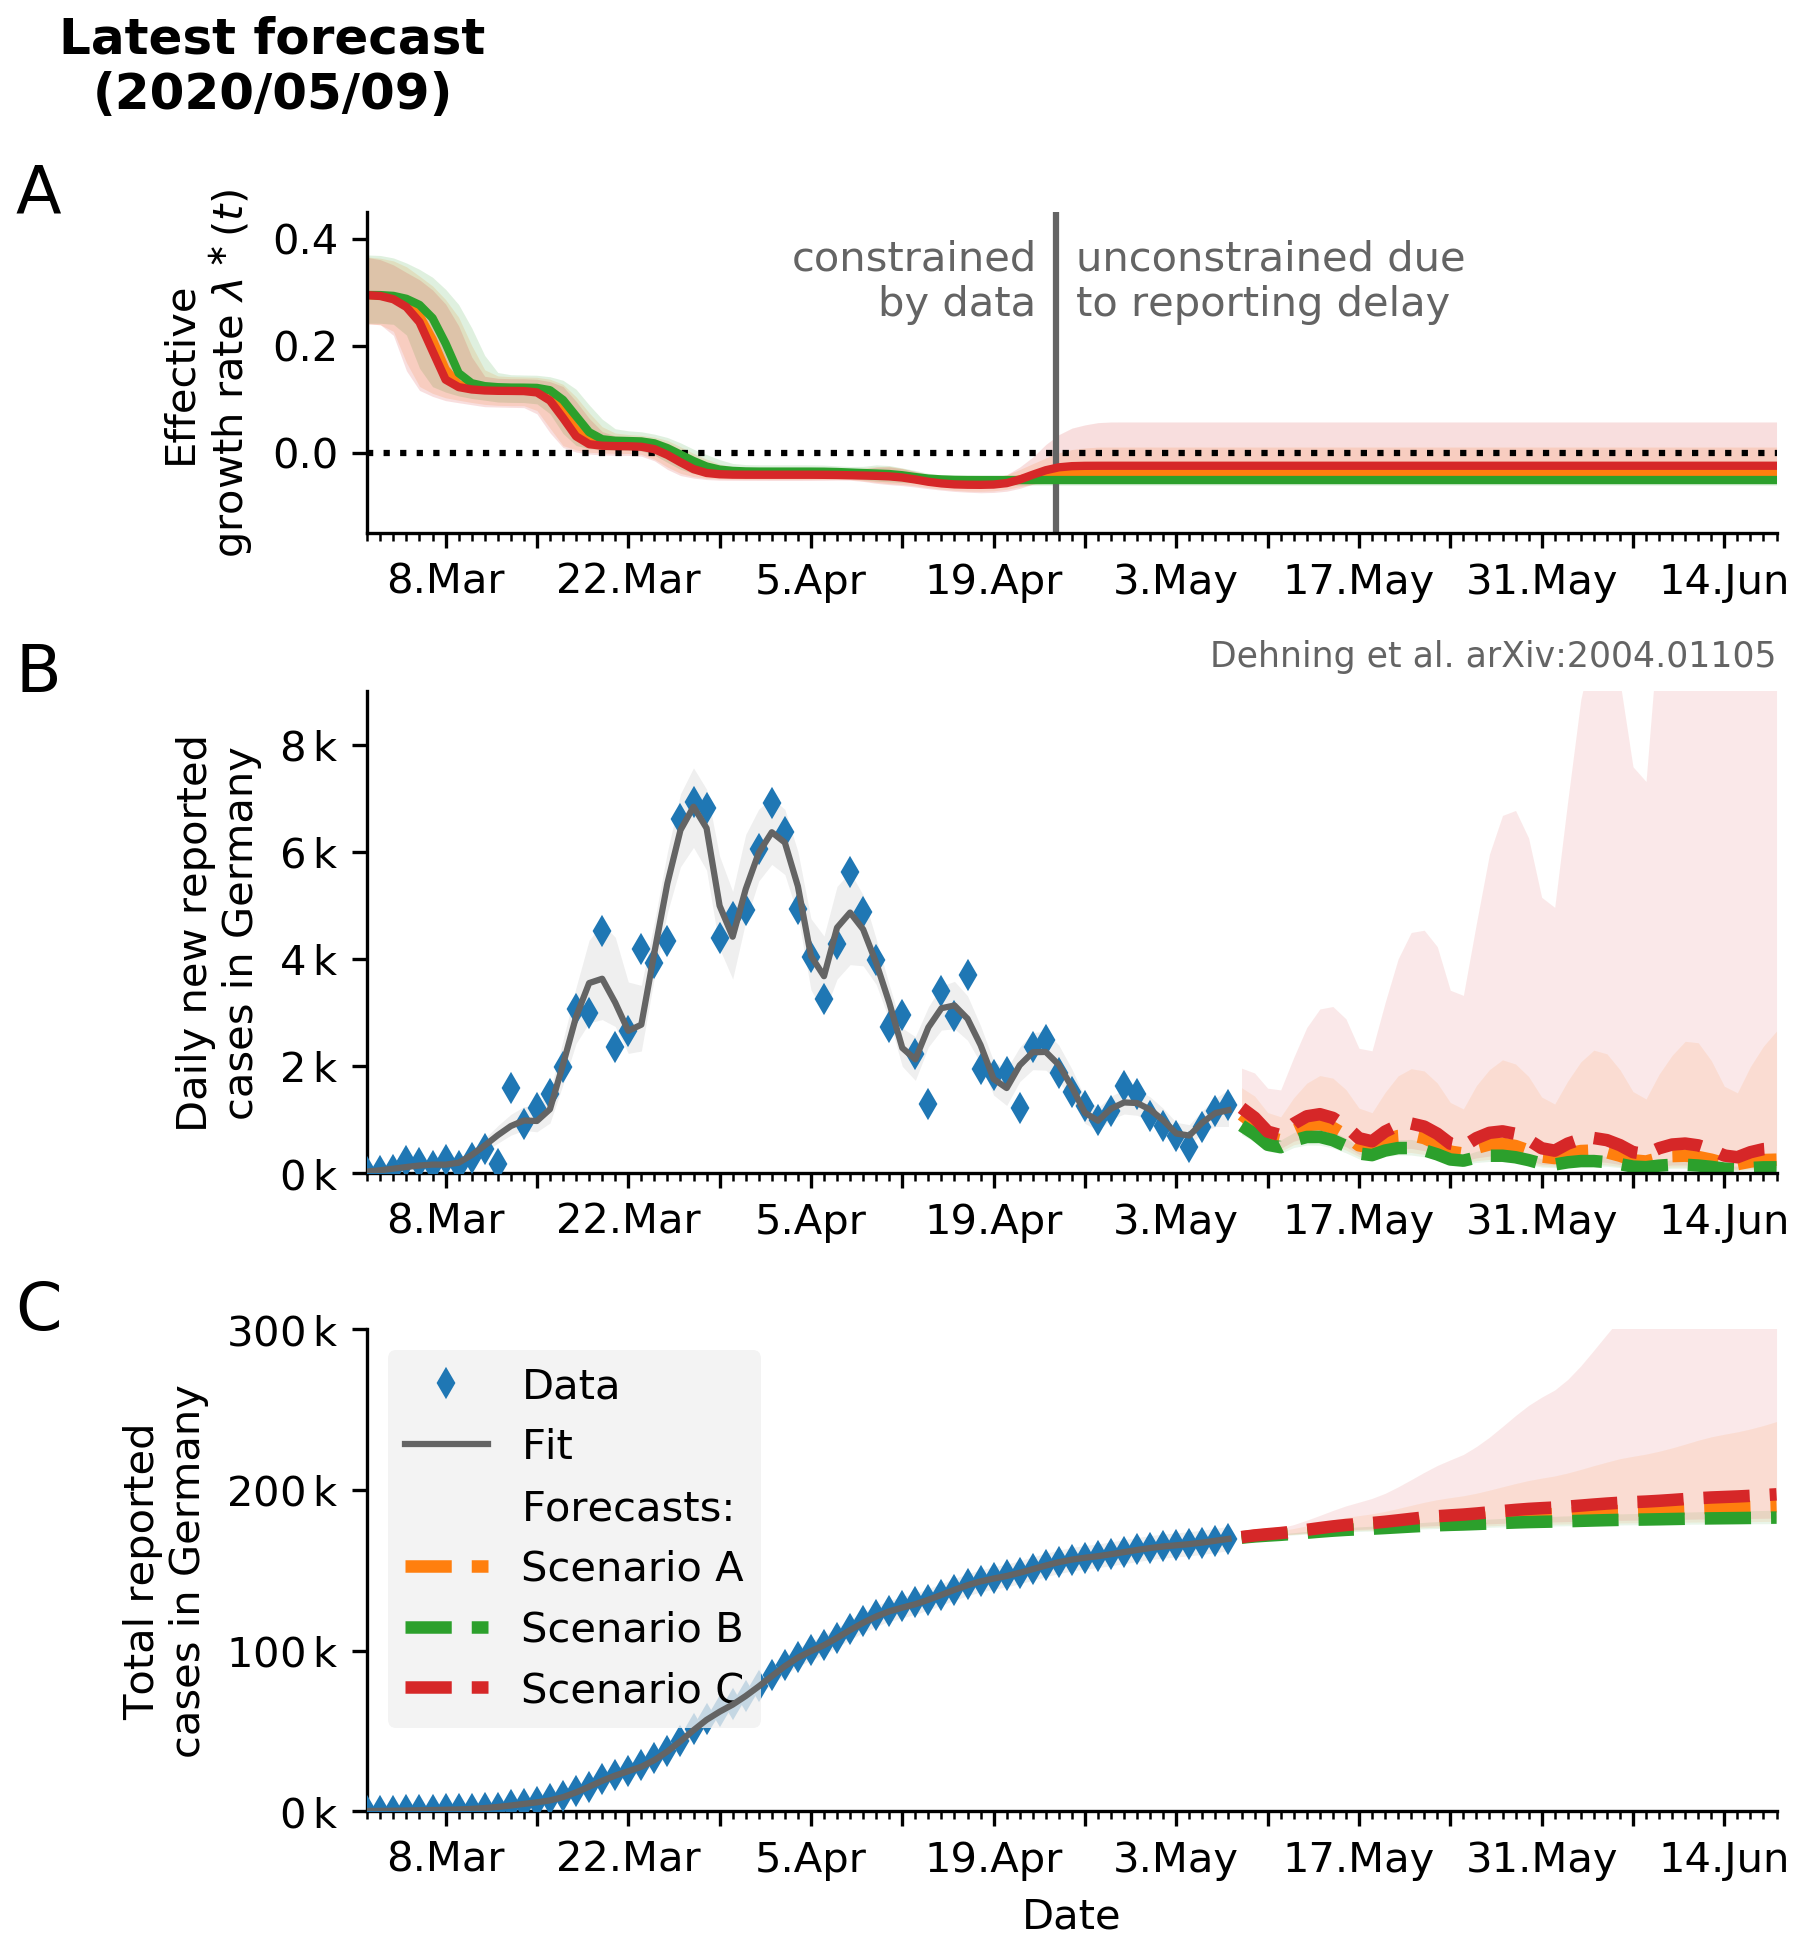 Latest forecast
(2020/05/09)
A
Effective
growth rate λ* (t)
0.4
0.2
0.0
constrained
by data
unconstrained due
to reporting delay
8.Mar 22.Mar 5.Apr 19.Apr 3.May 17.May 31.May 14.Jun
Dehning et al. arXiv:2004.01105
B
Daily new reported
cases in Germany
8 k
6 k
4 k
2 k
0 k
8.Mar 22.Mar 5.Apr 19.Apr 3.May 17.May 31.May 14.Jun
C
Total reported
cases in Germany
300 k
200 k
100 k
0 k
Data
Fit
Forecasts:
Scenario A
Scenario B
Scenario C
8.Mar 22.Mar 5.Apr 19.Apr 3.May 17.May 31.May 14.Jun
Date